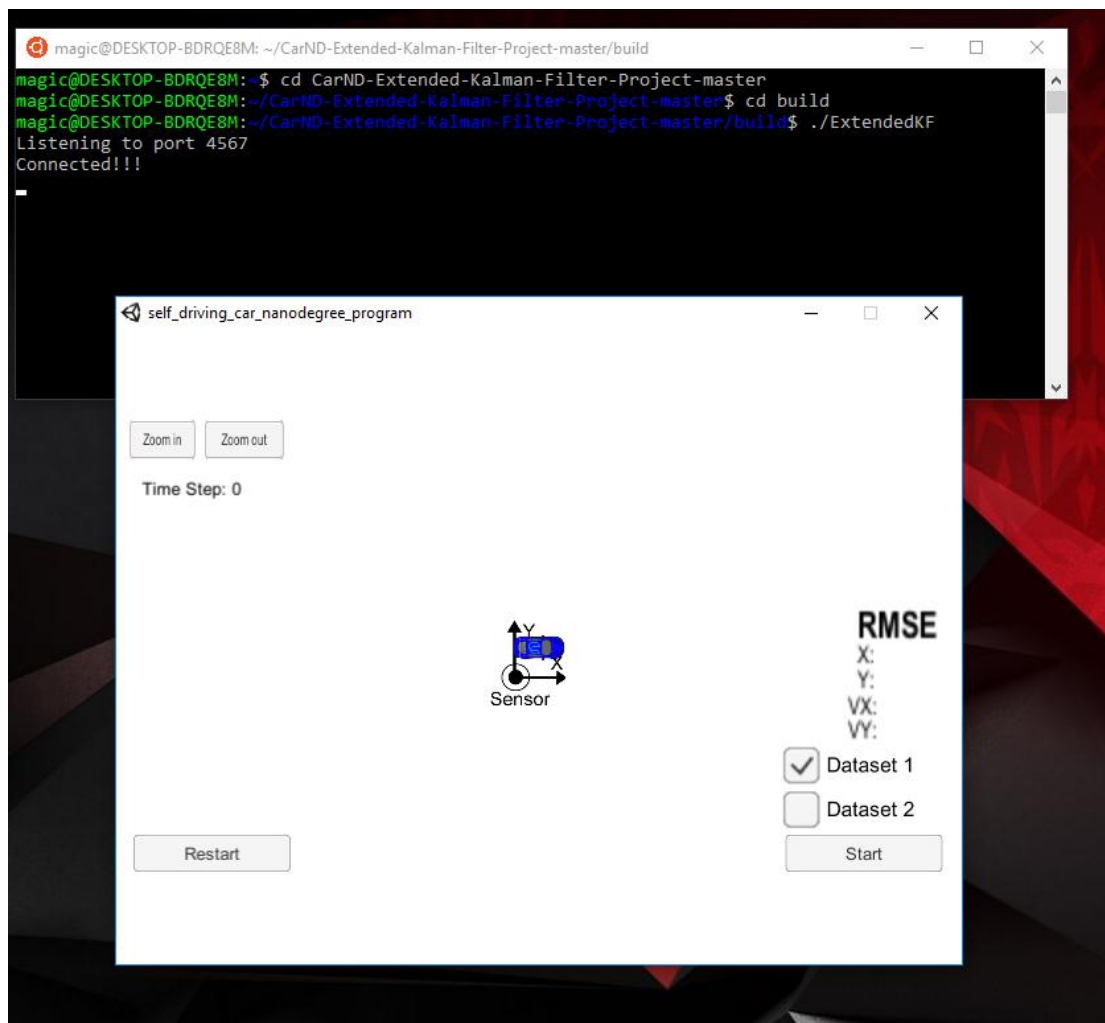 magic@DESKTOP-BDRQE8M: ~/CarND-Extended-Kalman-Filter-Project-master/build
magic@DESKTOP-BDRQE8M:~$ cd CarND-Extended-Kalman-Filter-Project-master
magic@DESKTOP-BDRQE8M:~/CarND-Extended-Kalman-Filter-Project-master$ cd build
magic@DESKTOP-BDRQE8M:~/CarND-Extended-Kalman-Filter-Project-master/build$ ./ExtendedKF
Listening to port 4567
Connected!!!
self_driving_car_nanodegree_program
Zoom in Zoom out
Time Step: 0
Y
X
Sensor
RMSE
X:
Y:
VX:
VY:
Dataset 1
Dataset 2
Restart Start